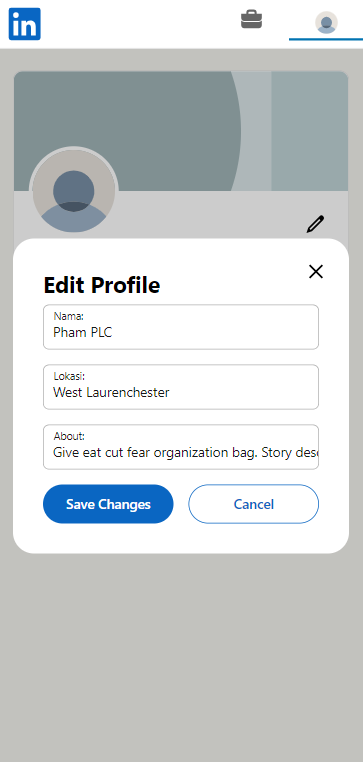 in
Edit Profile
Nama:
Pham PLC
Lokasi:
West Laurenchester
About:
Give eat cut fear organization bag. Story
Save Changes
Cancel